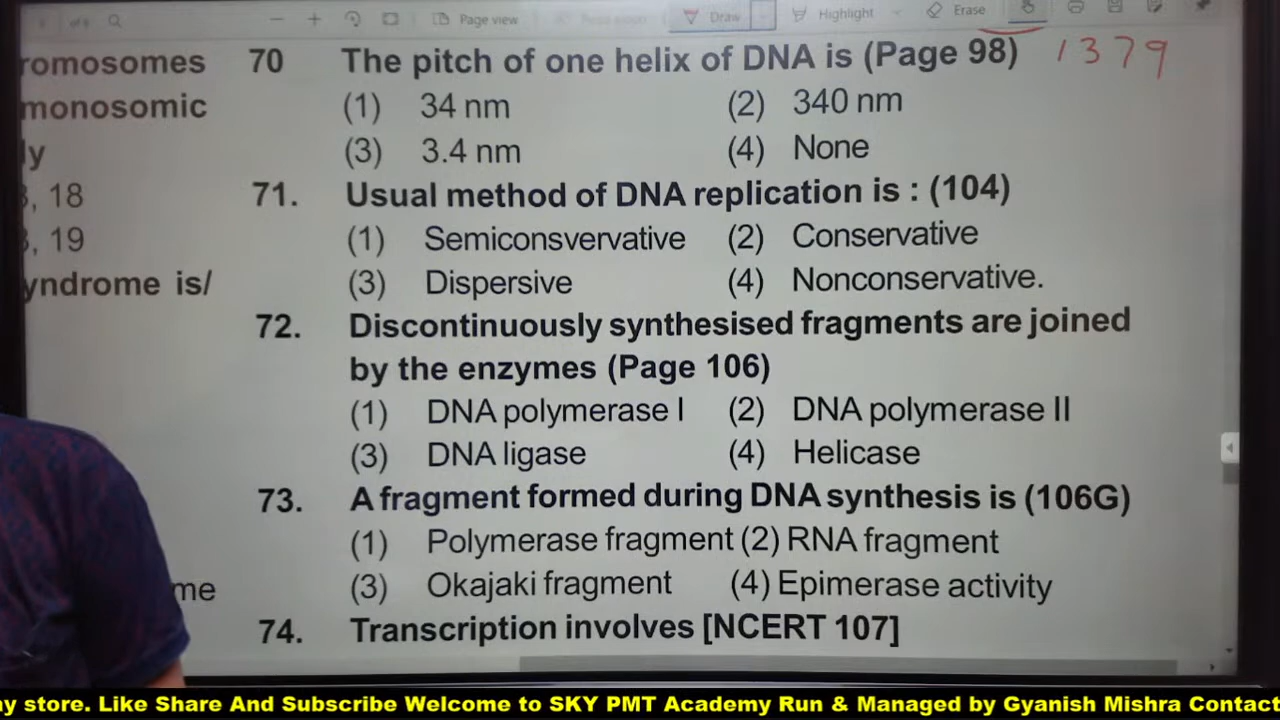 Page view
Draw
Highlight
Erase
romosomes
monosomic
ly
3, 18
3, 19
yndrome is/
me
70 The pitch of one helix of DNA is (Page 98) 1379
(1) 34 nm (2) 340 nm
(3) 3.4 nm (4) None
71. Usual method of DNA replication is : (104)
(1) Semiconsvervative (2) Conservative
(3) Dispersive (4) Nonconservative.
72. Discontinuously synthesised fragments are joined
by the enzymes (Page 106)
(1) DNA polymerase I (2) DNA polymerase II
(3) DNA ligase (4) Helicase
73. A fragment formed during DNA synthesis is (106G)
(1) Polymerase fragment (2) RNA fragment
(3) Okajaki fragment (4) Epimerase activity
74. Transcription involves [NCERT 107]
ny store. Like Share And Subscribe Welcome to SKY PMT Academy Run & Managed by Gyanish Mishra Contact